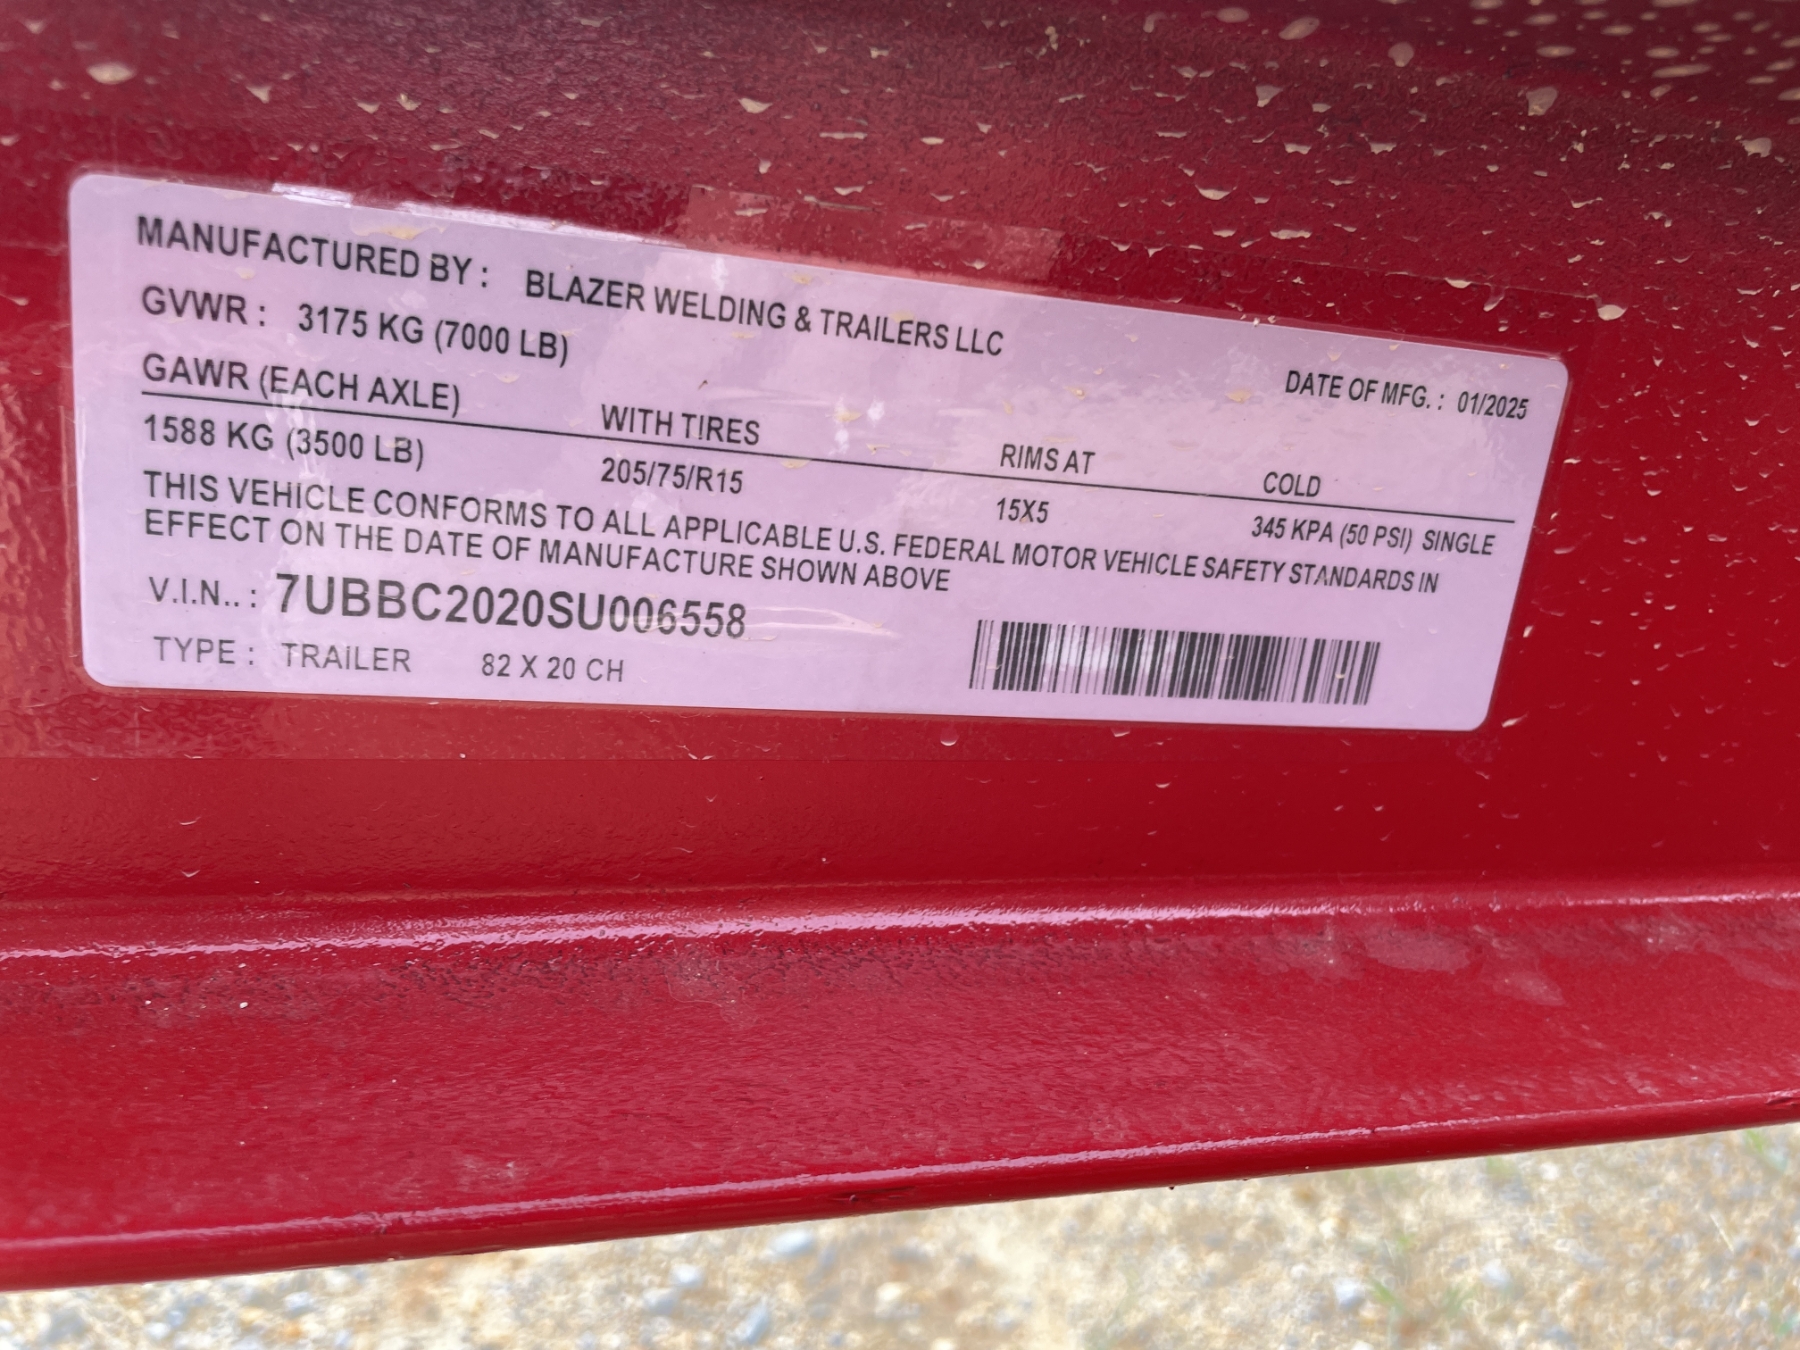 MANUFACTURED BY : BLAZER WELDING & TRAILERS LLC
GVWR : 3175 KG (7000 LB)
DATE OF MFG. : 01/2025
GAWR (EACH AXLE) WITH TIRES RIMS AT COLD
1588 KG (3500 LB) 205/75/R15 15X5 345 KPA (50 PSI) SINGLE
THIS VEHICLE CONFORMS TO ALL APPLICABLE U.S. FEDERAL MOTOR VEHICLE SAFETY STANDARDS IN
EFFECT ON THE DATE OF MANUFACTURE SHOWN ABOVE
V.I.N.. : 7UBBC2020SU006558
TYPE : TRAILER 82 X 20 CH